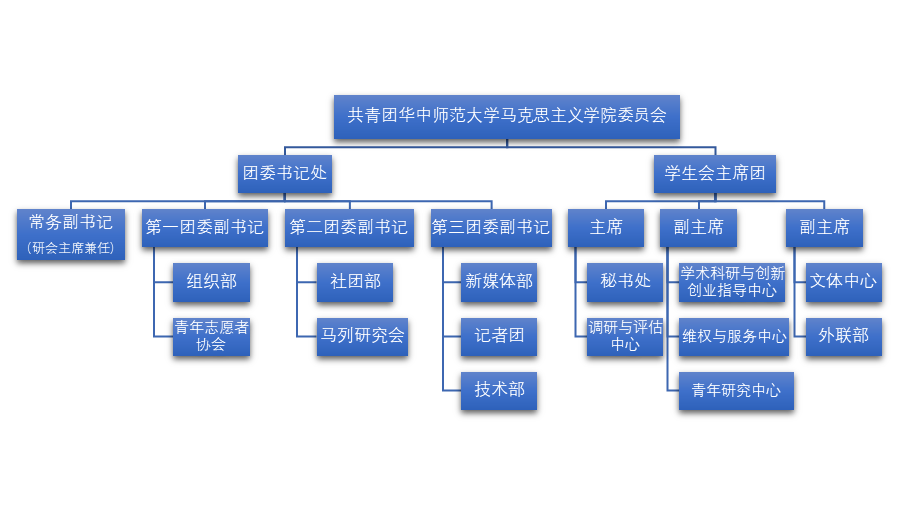 共青团华中师范大学马克思主义学院委员会
团委书记处
学生会主席团
常务副书记
(研会主席兼任)
第一团委副书记
第二团委副书记
第三团委副书记
主席
副主席
副主席
组织部
青年志愿者
协会
社团部
马列研究会
新媒体部
记者团
技术部
秘书处
调研与评估
中心
学术科研与创新
创业指导中心
维权与服务中心
青年研究中心
文体中心
外联部